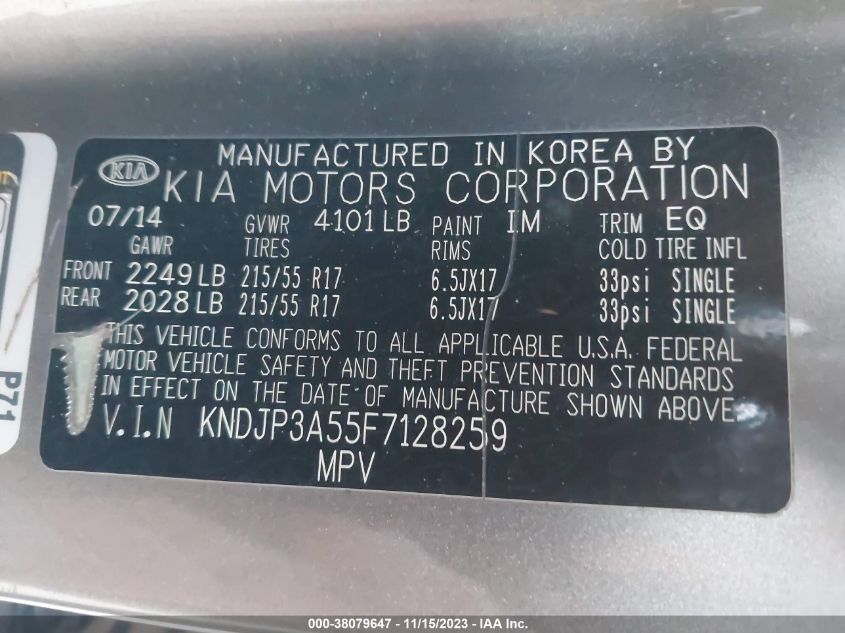 MANUFACTURED IN KOREA BY
KIA KIA MOTORS CORPORATION
07/14 GVWR 4101 LB PAINT IM TRIM EQ
GAWR TIRES RIMS COLD TIRE INFL
FRONT 2249 LB 215/55 R17 6.5JX17 33psi SINGLE
REAR 2028 LB 215/55 R17 6.5JX17 33psi SINGLE
THIS VEHICLE CONFORMS TO ALL APPLICABLE U.S.A. FEDERAL
MOTOR VEHICLE SAFETY AND THEFT PREVENTION STANDARDS
IN EFFECT ON THE DATE OF MANUFACTURE SHOWN ABOVE.
V.I.N KNDJP3A55F7128259
MPV
P71
000-38079647 - 11/15/2023 - IAA Inc.